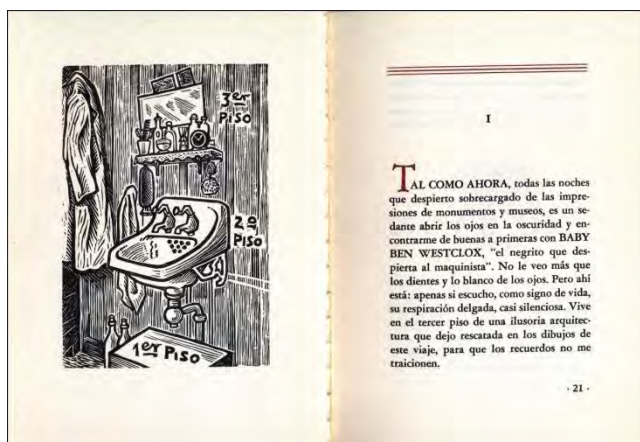 3er
PISO
2º
PISO
1er PISO
I
TAL COMO AHORA, todas las noches
que despierto sobrecargado de las impre-
siones de monumentos y museos, es un se-
dante abrir los ojos en la oscuridad y en-
contrarme de buenas a primeras con BABY
BEN WESTCLOX, "el negrito que des-
pierta al maquinista". No le veo más que
los dientes y lo blanco de los ojos. Pero ahí
está: apenas si escucho, como signo de vida,
su respiración delgada, casi silenciosa. Vive
en el tercer piso de una ilusoria arquitec-
tura que dejo rescatada en los dibujos de
este viaje, para que los recuerdos no me
traicionen.
· 21 ·